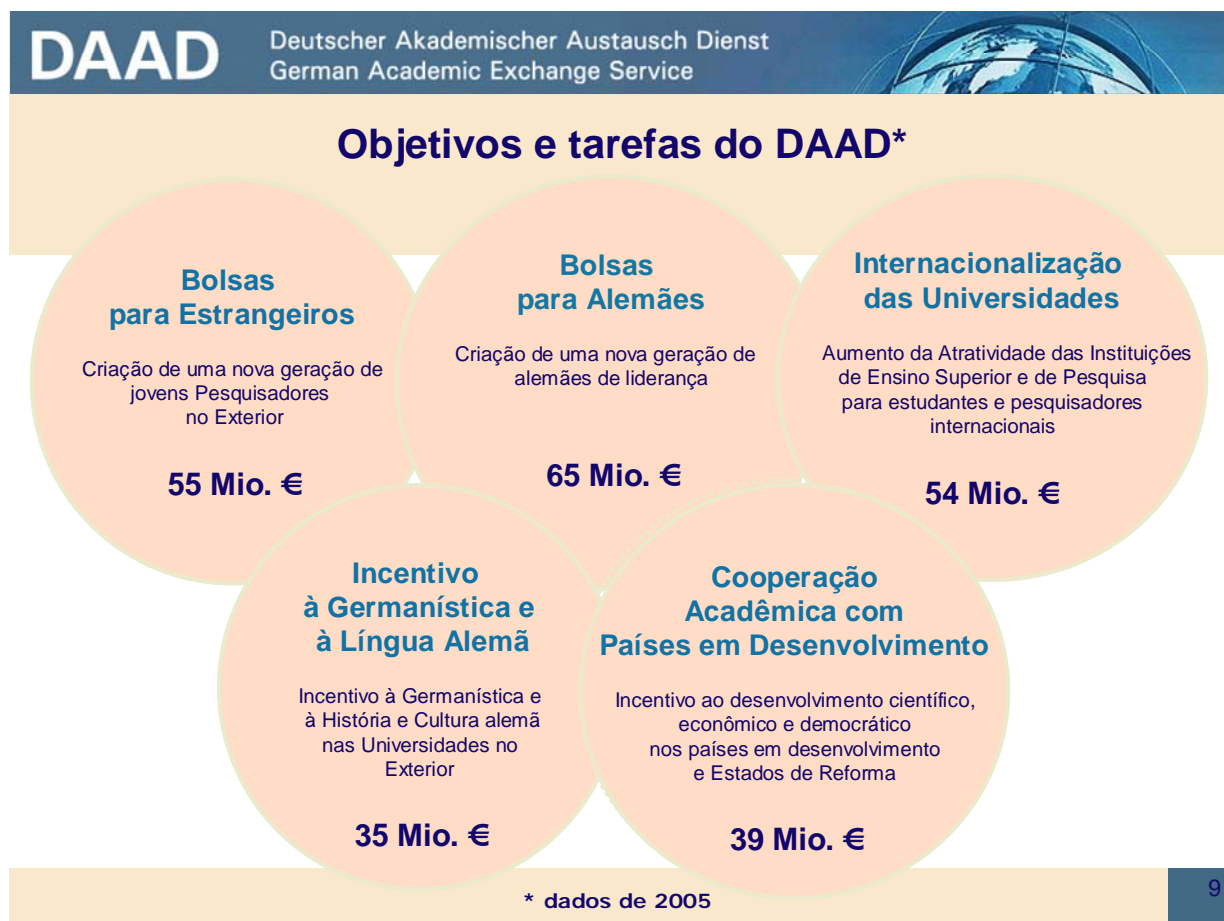 DAAD
Deutscher Akademischer Austausch Dienst
German Academic Exchange Service
Objetivos e tarefas do DAAD*
Bolsas
para Estrangeiros
Criação de uma nova geração de
jovens Pesquisadores
no Exterior
55 Mio. €
Bolsas
para Alemães
Criação de uma nova geração de
alemães de liderança
65 Mio. €
Internacionalização
das Universidades
Aumento da Atratividade das Instituições
de Ensino Superior e de Pesquisa
para estudantes e pesquisadores
internacionais
54 Mio. €
Incentivo
à Germanística e
à Língua Alemã
Incentivo à Germanística e
à História e Cultura alemã
nas Universidades no
Exterior
35 Mio. €
Cooperação
Acadêmica com
Países em Desenvolvimento
Incentivo ao desenvolvimento científico,
econômico e democrático
nos países em desenvolvimento
e Estados de Reforma
39 Mio. €
* dados de 2005
9